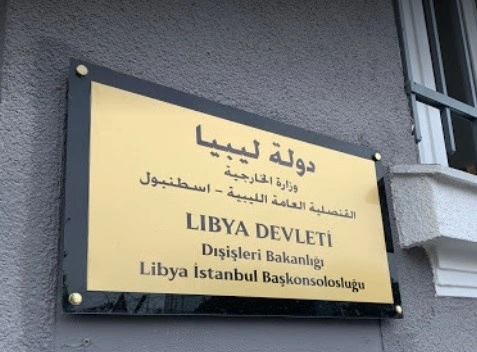 دولة ليبيا
وزارة الخارجية
القنصلية العامة الليبية - اسطنبول
LIBYA DEVLETİ
Dışişleri Bakanlığı
Libya İstanbul Başkonsolosluğu